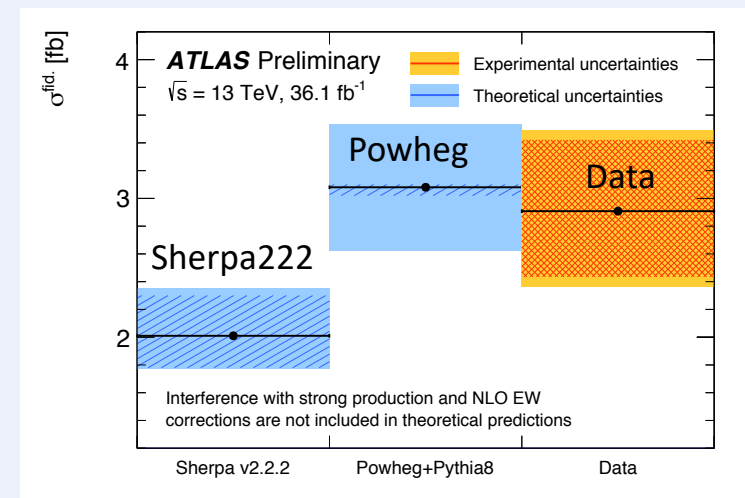 σfid. [fb]
4
3
2
ATLAS Preliminary
√s = 13 TeV, 36.1 fb-1
Experimental uncertainties
Theoretical uncertainties
Powheg
Data
Sherpa222
Interference with strong production and NLO EW
corrections are not included in theoretical predictions
Sherpa v2.2.2
Powheg+Pythia8
Data